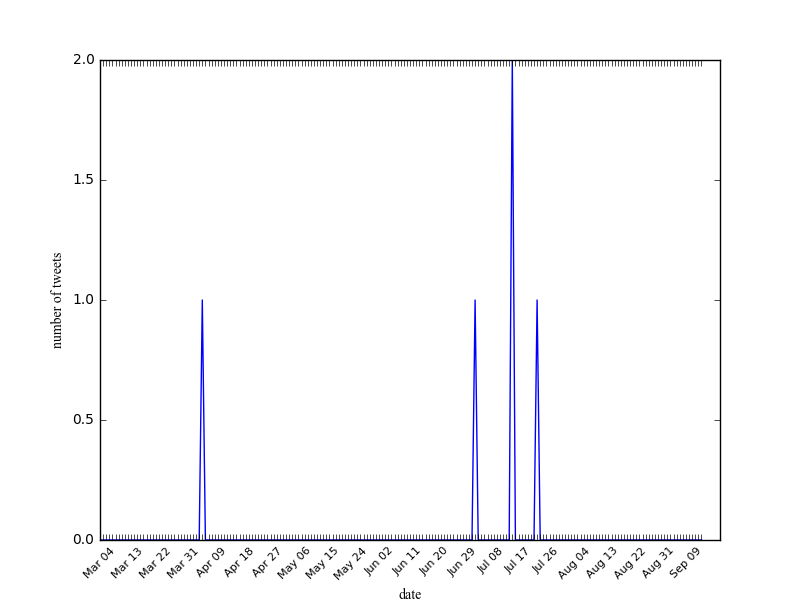 2.0
1.5
1.0
0.5
0.0
number of tweets
Mar 04 Mar 13 Mar 22 Mar 31 Apr 09 Apr 18 Apr 27 May 06 May 15 May 24 Jun 02 Jun 11 Jun 20 Jun 29 Jul 08 Jul 17 Jul 26 Aug 04 Aug 13 Aug 22 Aug 31 Sep 09
date